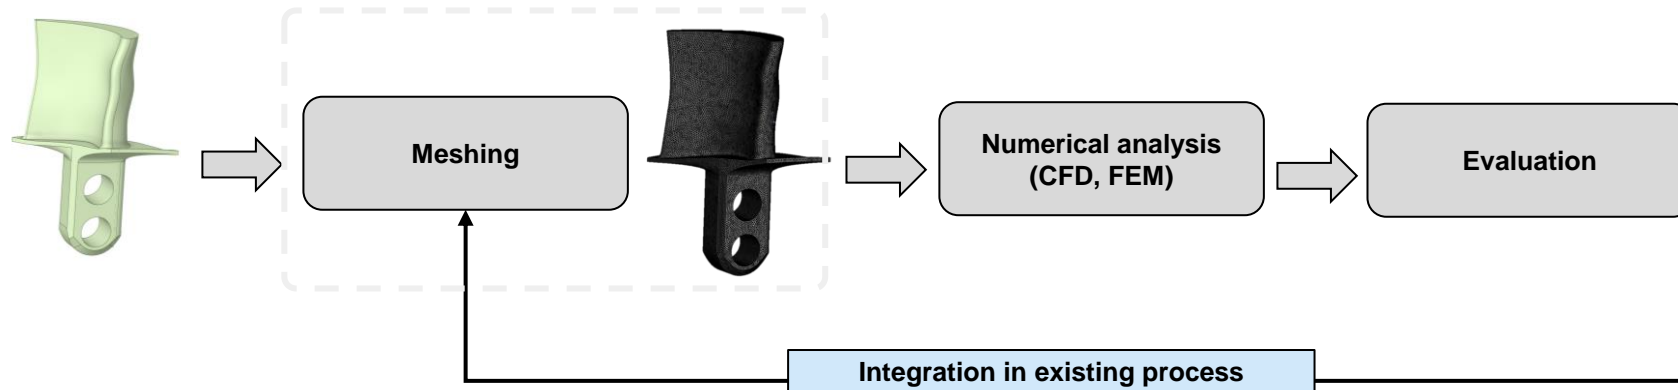 Meshing
Numerical analysis
(CFD, FEM)
Evaluation
Integration in existing process